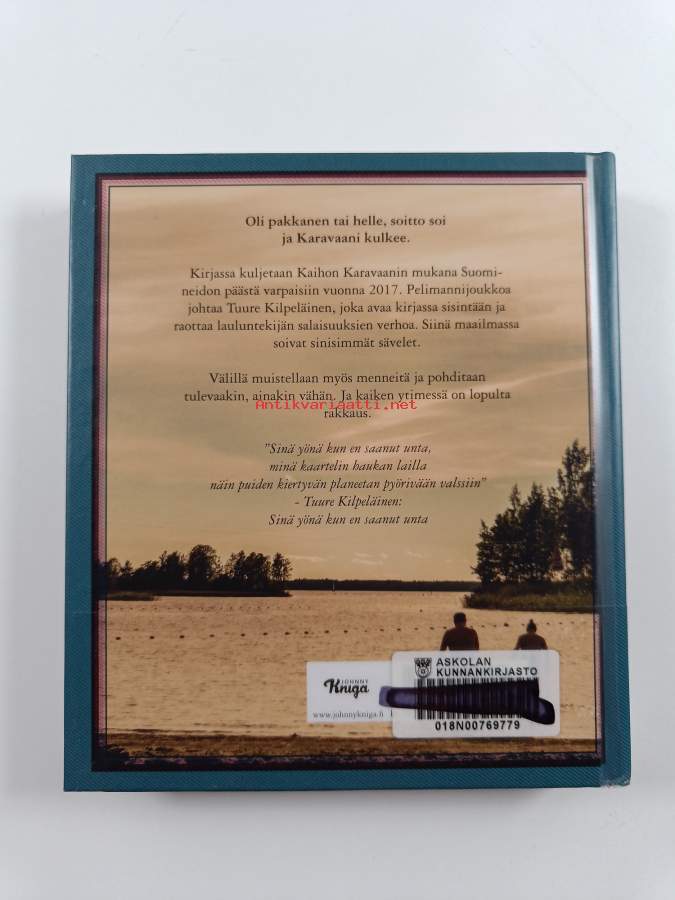 Oli pakkanen tai helle, soitto soi
ja Karavaani kulkee.
Kirjassa kuljetaan Kaihon Karavaanin mukana Suomi-
neidon päästä varpaisiin vuonna 2017. Pelimannijoukkoa
johtaa Tuure Kilpeläinen, joka avaa kirjassa sisintään ja
raottaa lauluntekijän salaisuuksien verhoa. Siinä maailmassa
soivat sinisimmät sävelet.
Välillä muistellaan myös menneitä ja pohditaan
tulevaakin, ainakin vähän. Ja kaiken ytimessä on lopulta
Antikvariaatti.net
rakkaus.
”Sinä yönä kun en saanut unta,
minä kaartelin haukan lailla
näin puiden kiertyvän planeetan pyörivään valssiin”
- Tuure Kilpeläinen:
Sinä yönä kun en saanut unta
JOHNNY
Kniga
www.johnnykniga.fi
ASKOLAN
KUNNANKIRJASTO
018N00769779